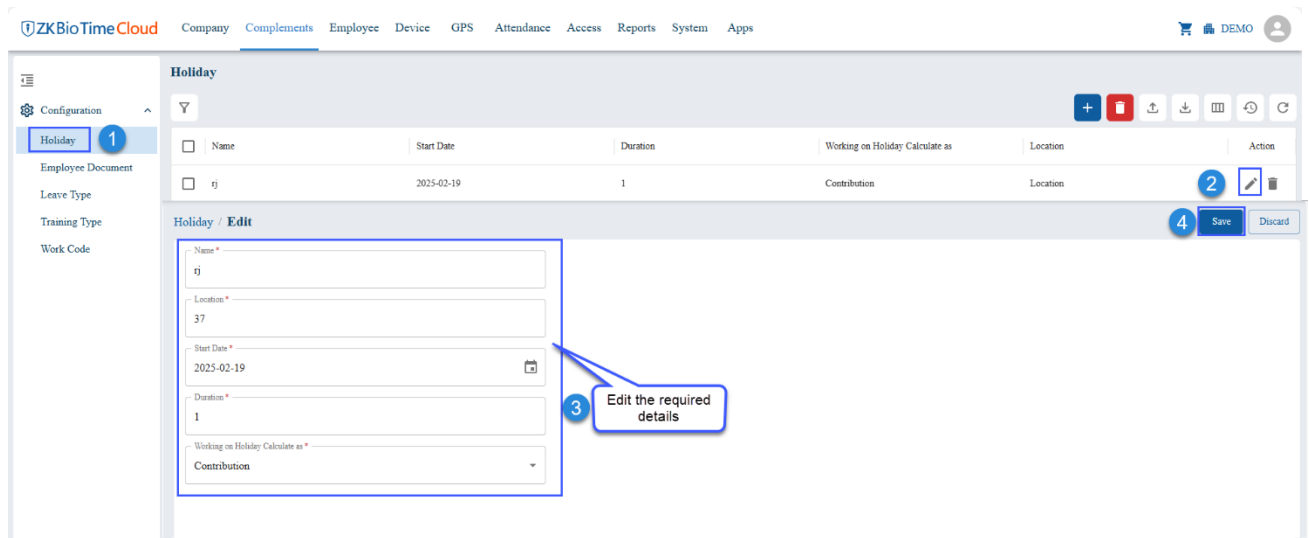 ZKBioTime Cloud Company Complements Employee Device GPS Attendance Access Reports System Apps DEMO
Holiday
Configuration
Holiday 1
Name Start Date Duration Working on Holiday Calculate as Location Action
Employee Document
rj 2025-02-19 1 Contribution Location 2
Leave Type
Training Type
Holiday / Edit 4 Save Discard
Work Code
Name *
rj
Location *
37
Start Date *
2025-02-19
Duration *
1
3 Edit the required
details
Working on Holiday Calculate as *
Contribution